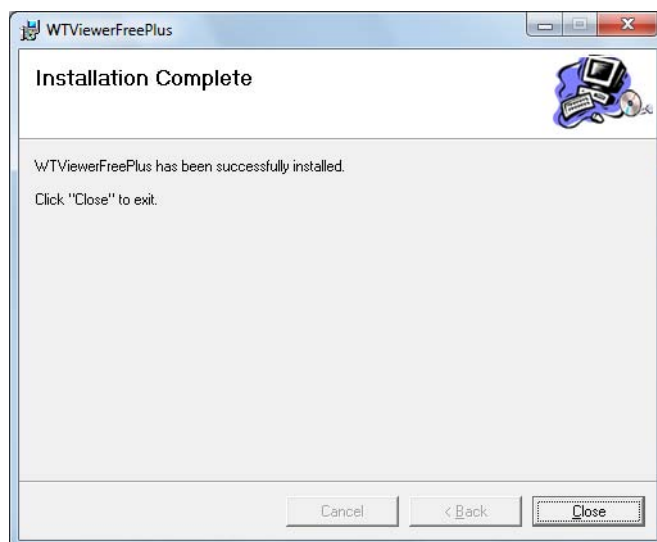 WTViewerFreePlus
Installation Complete
WTViewerFreePlus has been successfully installed.
Click "Close" to exit.
Cancel
< Back
Close